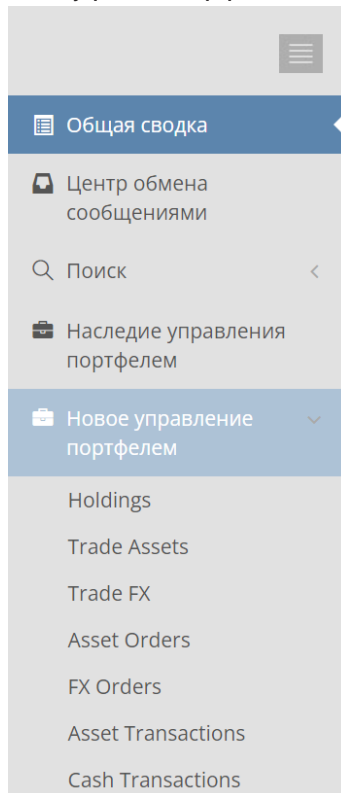 Общая сводка
Центр обмена
сообщениями
Поиск
Наследие управления
портфелем
Новое управление
портфелем
Holdings
Trade Assets
Trade FX
Asset Orders
FX Orders
Asset Transactions
Cash Transactions